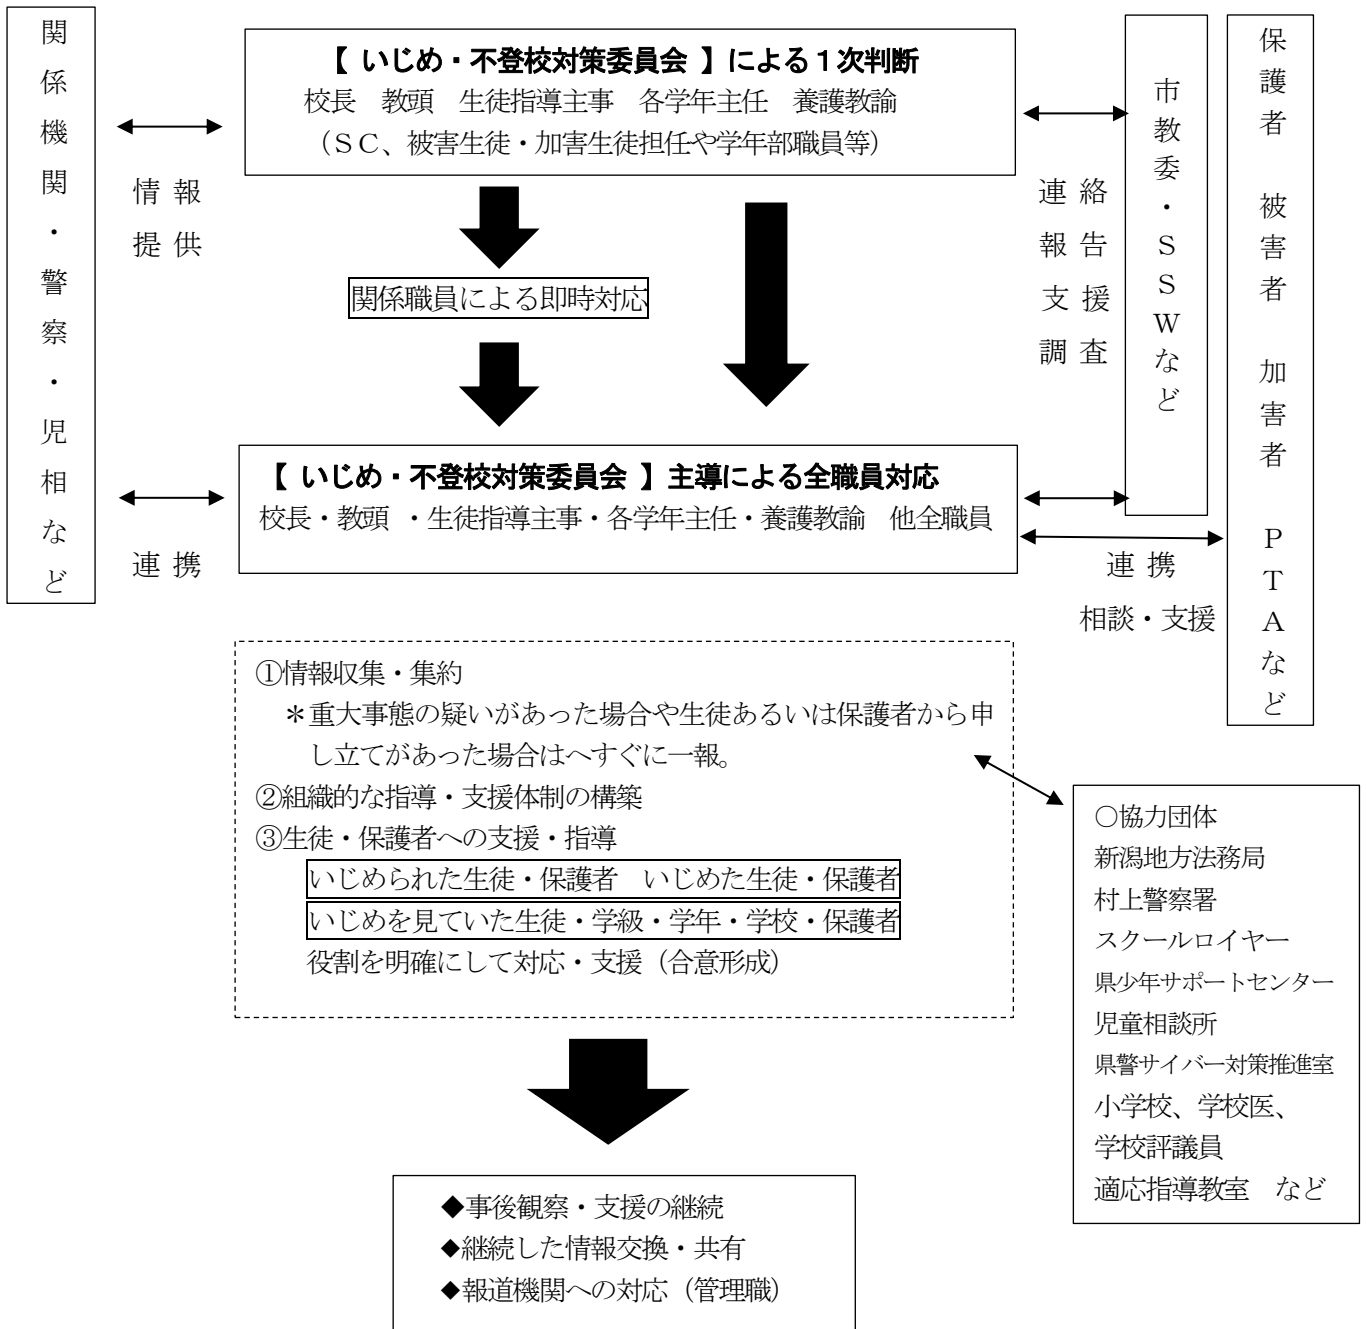 関係機関・警察・児相など
【 いじめ・不登校対策委員会 】による1次判断
校長　教頭　生徒指導主事　各学年主任　養護教諭
（SC、被害生徒・加害生徒担任や学年部職員等）
情 報
提 供
連 絡
報 告
支 援
調 査
市教委・SSWなど
保護者　被害者　加害者　PTAなど
関係職員による即時対応
【 いじめ・不登校対策委員会 】主導による全職員対応
校長・教頭 ・生徒指導主事・各学年主任・養護教諭　他全職員
連 携
連 携
相談・支援
①情報収集・集約
＊重大事態の疑いがあった場合や生徒あるいは保護者から申
し立てがあった場合はへすぐに一報。
②組織的な指導・支援体制の構築
③生徒・保護者への支援・指導
いじめられた生徒・保護者　いじめた生徒・保護者
いじめを見ていた生徒・学級・学年・学校・保護者
役割を明確にして対応・支援（合意形成）
○協力団体
新潟地方法務局
村上警察署
スクールロイヤー
県少年サポートセンター
児童相談所
県警サイバー対策推進室
小学校、学校医、
学校評議員
適応指導教室　など
◆事後観察・支援の継続
◆継続した情報交換・共有
◆報道機関への対応（管理職）